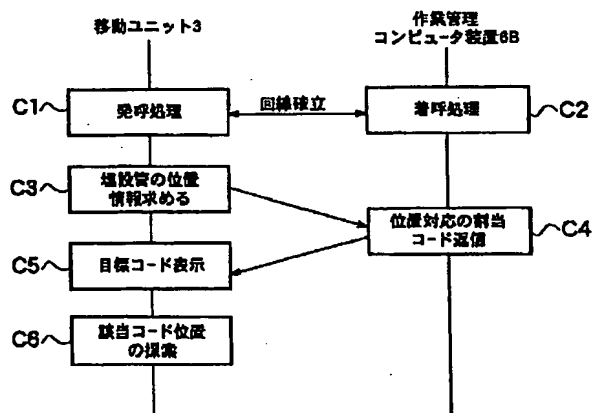 移動ユニット3
作業管理
コンピュータ装置6B
C1
発呼処理
回線確立
着呼処理
C2
C3
埋設管の位置
情報求める
位置対応の割当
コード返信
C4
C5
目標コード表示
C6
該当コード位置
の探索